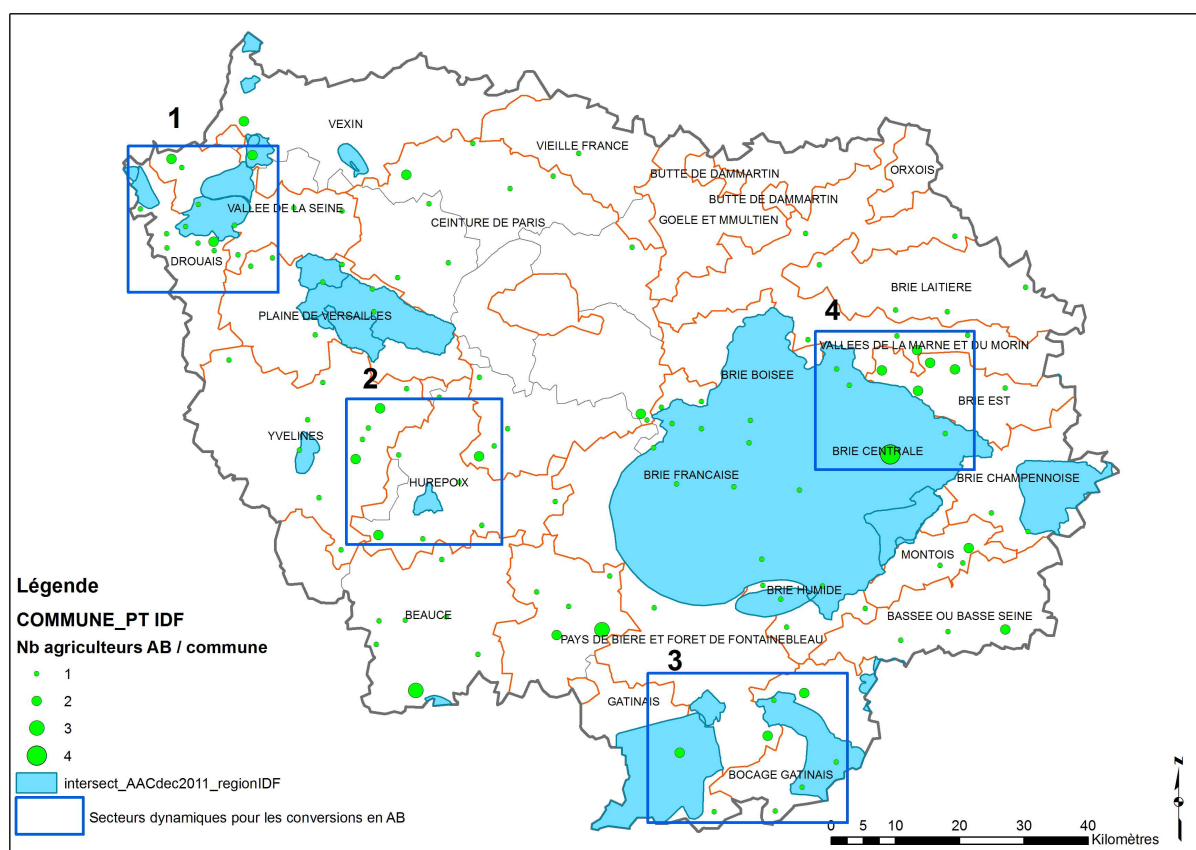 1
VEXIN
VIEILLE FRANCE
BUTTE DE DAMMARTIN
ORXOIS
BUTTE DE DAMMARTIN
VALLEE DE LA SEINE
CEINTURE DE PARIS
GOELE ET MMULTIEN
DROUAIS
BRIE LAITIERE
4
PLAINE DE VERSAILLES
VALLEES DE LA MARNE ET DU MORIN
2
BRIE BOISEE
BRIE EST
YVELINES
BRIE CENTRALE
HUREPOIX
BRIE FRANCAISE
BRIE CHAMPENNOISE
MONTOIS
BRIE HUMIDE
BEAUCE
BASSEE OU BASSE SEINE
PAYS DE BIERE ET FORET DE FONTAINEBLEAU
3
GATINAIS
BOCAGE GATINAIS
Légende
COMMUNE_PT IDF
Nb agriculteurs AB / commune
1
2
3
4
intersect_AACdec2011_regionIDF
Secteurs dynamiques pour les conversions en AB
N
0 5 10 20 30 40
Kilomètres